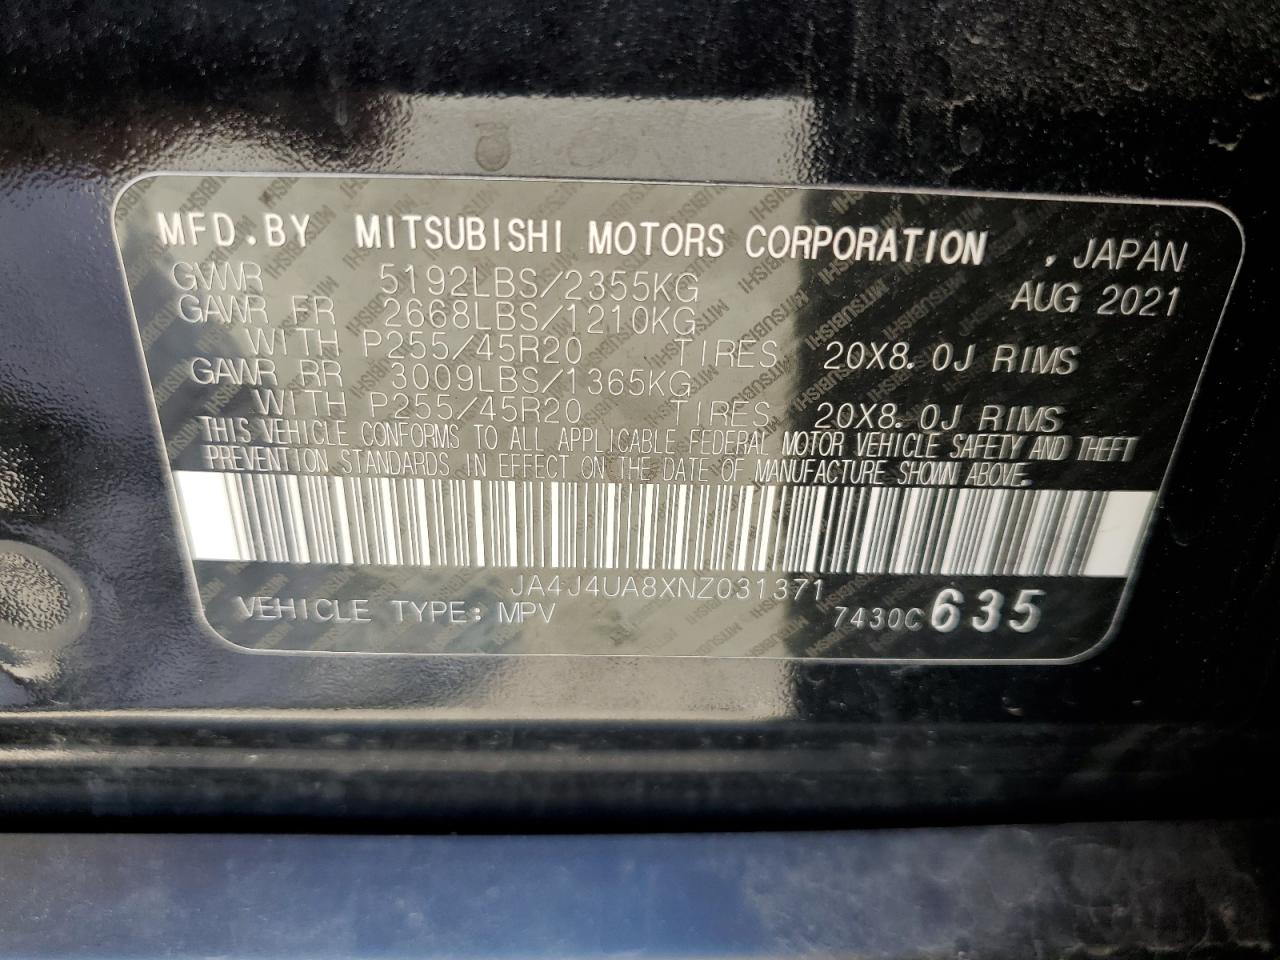 MFD.BY MITSUBISHI MOTORS CORPORATION , JAPAN
GVWR 5192LBS/2355KG AUG 2021
GAWR FR 2668LBS/1210KG
WITH P255/45R20 TIRES 20X8.0J RIMS
GAWR RR 3009LBS/1365KG
WITH P255/45R20 TIRES 20X8.0J RIMS
THIS VEHICLE CONFORMS TO ALL APPLICABLE FEDERAL MOTOR VEHICLE SAFETY AND THEFT
PREVENTION STANDARDS IN EFFECT ON THE DATE OF MANUFACTURE SHOWN ABOVE.
JA4J4UA8XNZ031371
VEHICLE TYPE: MPV 7430C 635